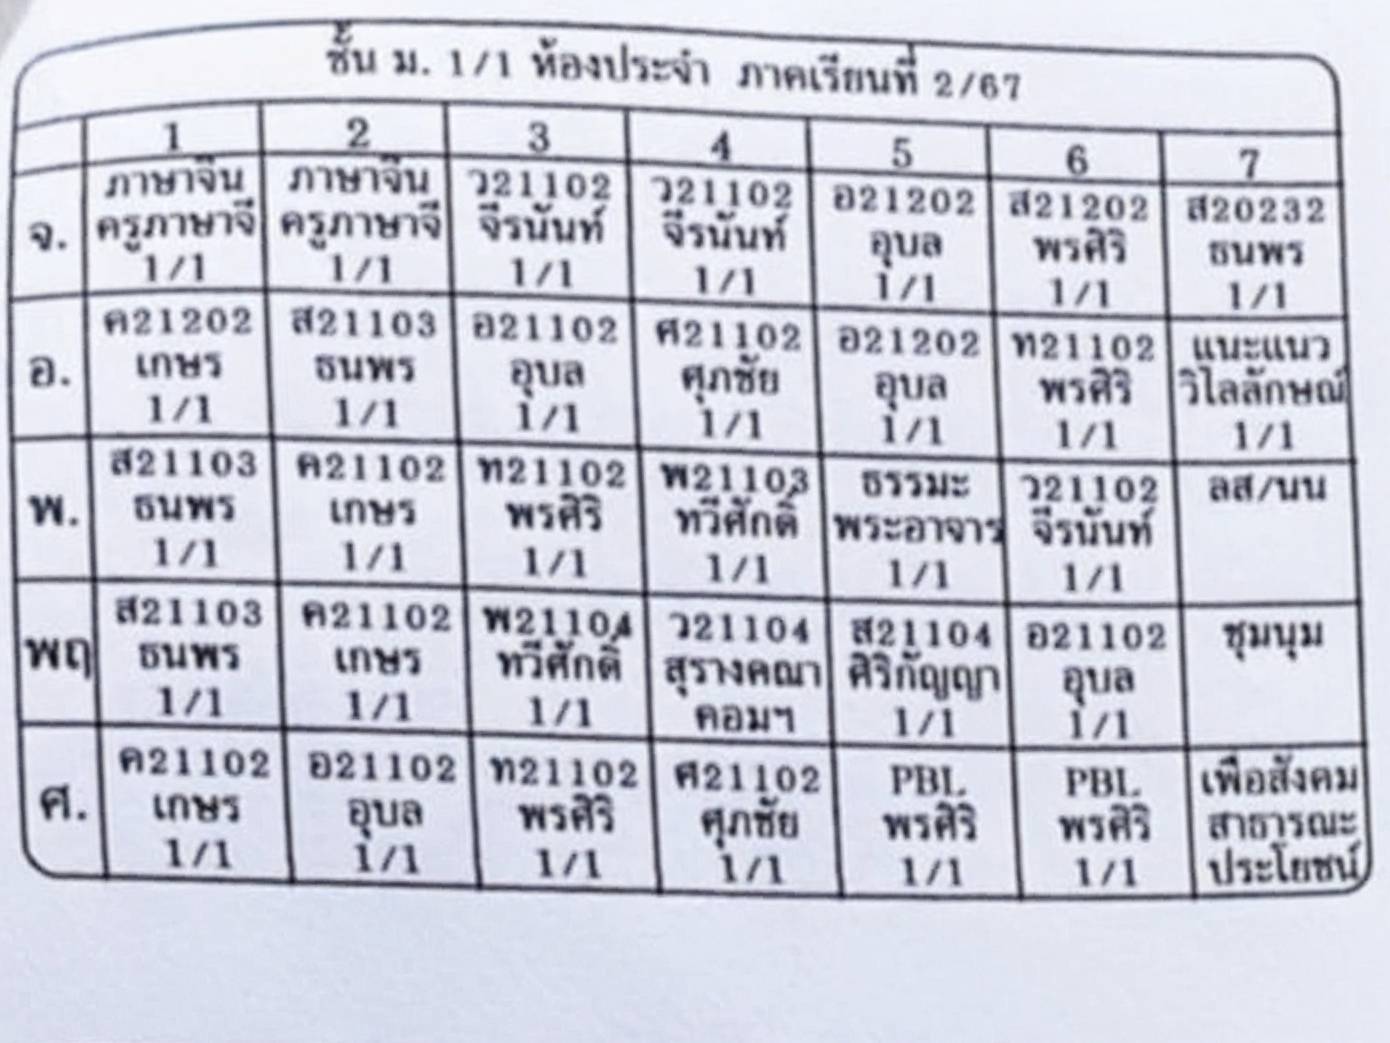 ชั้น ม. 1/1 ห้องประจำ ภาคเรียนที่ 2/67
1 2 3 4 5 6 7
จ.
ภาษาจีน ภาษาจีน ว21102 ว21102 อ21202 ส21202 ส20232
ครูภาษาจี ครูภาษาจี จีรนันท์ จีรนันท์ อุบล พรศิริ ธนพร
1/1 1/1 1/1 1/1 1/1 1/1 1/1
อ.
ค21202 ส21103 อ21102 ศ21102 อ21202 ท21102 แนะแนว
เกษร ธนพร อุบล ศุภชัย อุบล พรศิริ วิไลลักษณ์
1/1 1/1 1/1 1/1 1/1 1/1 1/1
พ.
ส21103 ค21102 ท21102 พ21103 ธรรมะ ว21102 ลส/นน
ธนพร เกษร พรศิริ ทวีศักดิ์ พระอาจาร จีรนันท์
1/1 1/1 1/1 1/1 1/1 1/1
พฤ
ส21103 ค21102 พ21104 ว21104 ส21104 อ21102 ชุมนุม
ธนพร เกษร ทวีศักดิ์ สุรางคณา ศิริกัญญา อุบล
1/1 1/1 1/1 คอมฯ 1/1 1/1
ศ.
ค21102 อ21102 ท21102 ศ21102 PBL PBL เพื่อสังคม
เกษร อุบล พรศิริ ศุภชัย พรศิริ พรศิริ สาธารณะ
1/1 1/1 1/1 1/1 1/1 1/1 ประโยชน์